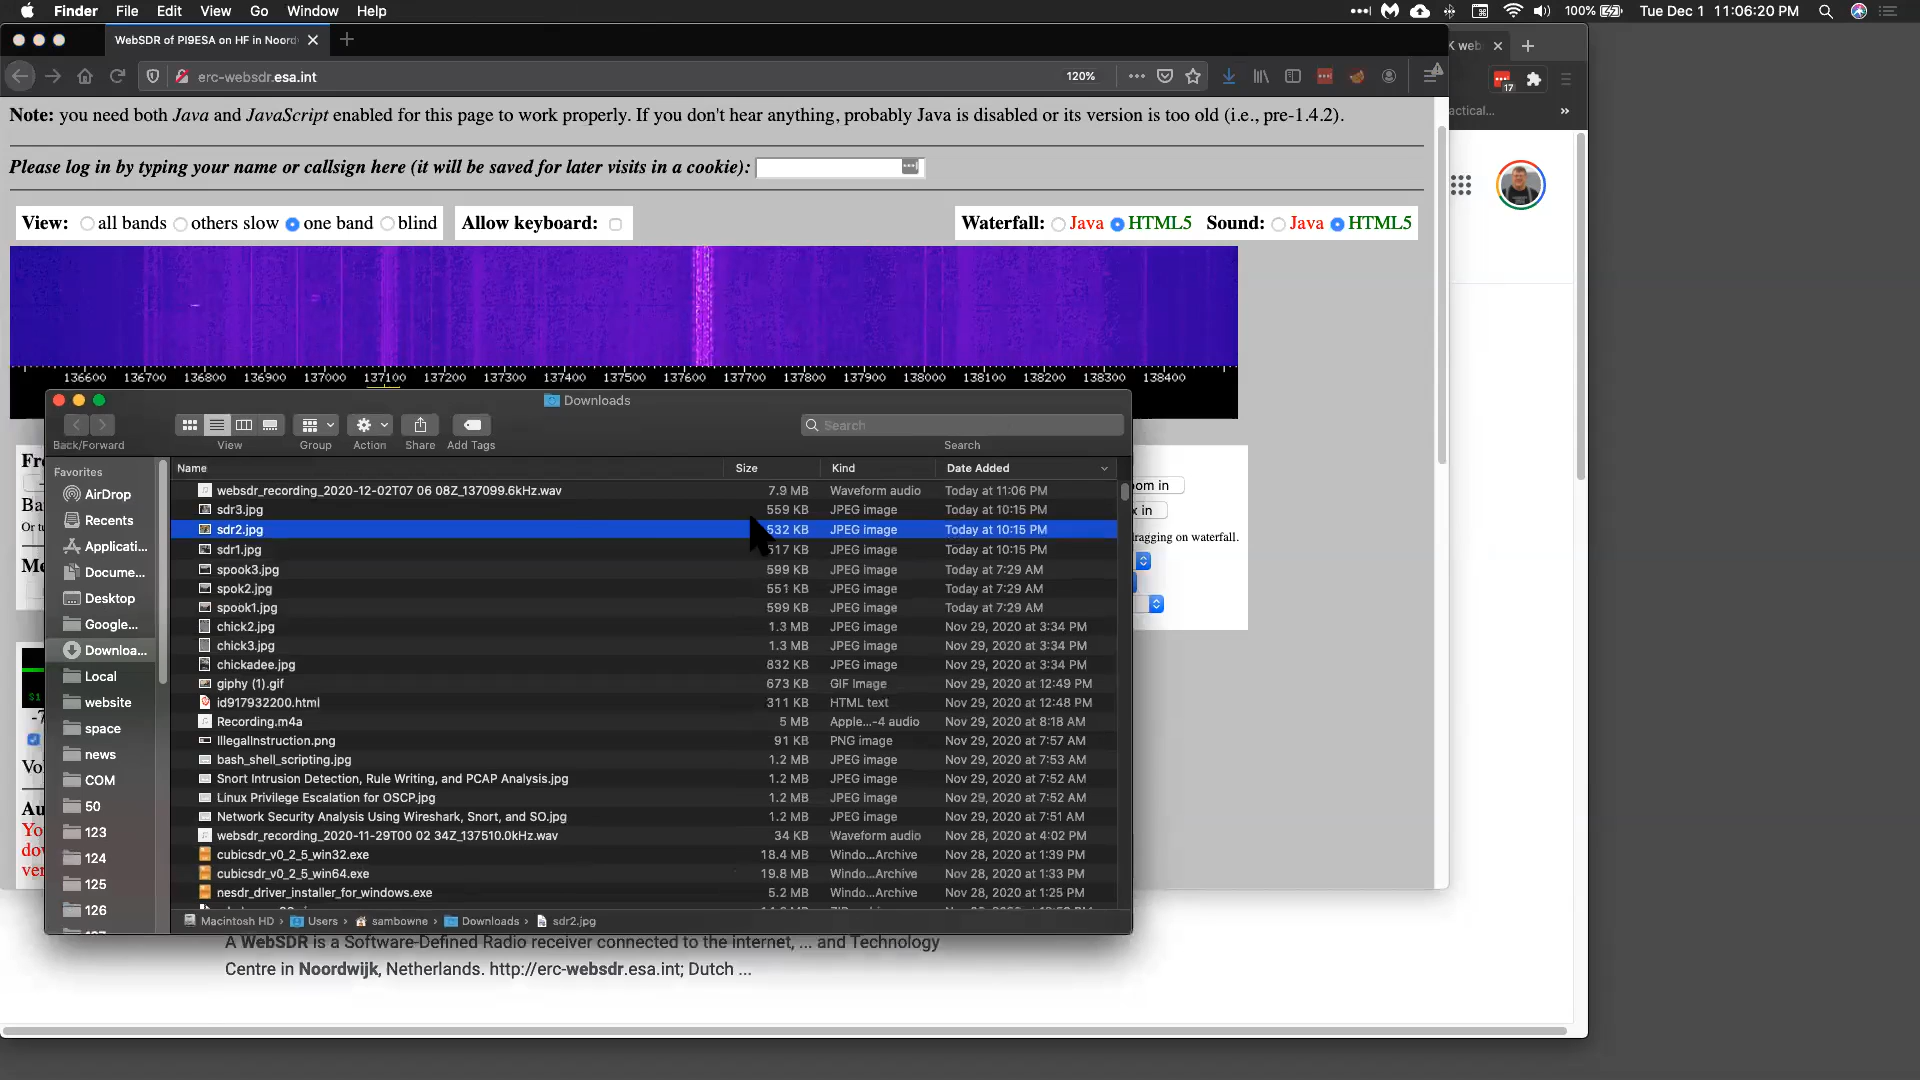 Finder File Edit View Go Window Help 100% Tue Dec 1 11:06:20 PM
WebSDR of PI9ESA on HF in Noord
K web
erc-websdr.esa.int 120%
17
actical...
Note: you need both Java and JavaScript enabled for this page to work properly. If you don't hear anything, probably Java is disabled or its version is too old (i.e., pre-1.4.2).
Please log in by typing your name or callsign here (it will be saved for later visits in a cookie):
View: all bands others slow one band blind Allow keyboard: Waterfall: Java HTML5 Sound: Java HTML5
136600 136700 136800 136900 137000 137100 137200 137300 137400 137500 137600 137700 137800 137900 138000 138100 138200 138300 138400
Downloads
Search
Back/Forward View Group Action Share Add Tags Search
Fre
Ba
Or tu
Me
-7
Vol
Au
Yo
dov
ver
oom in
x in
ragging on waterfall.
Favorites
AirDrop
Recents
Applicati...
Docume...
Desktop
Google...
Downloa...
Local
website
space
news
COM
50
123
124
125
126
Name Size Kind Date Added
websdr_recording_2020-12-02T07 06 08Z_137099.6kHz.wav 7.9 MB Waveform audio Today at 11:06 PM
sdr3.jpg 559 KB JPEG image Today at 10:15 PM
sdr2.jpg 532 KB JPEG image Today at 10:15 PM
sdr1.jpg 517 KB JPEG image Today at 10:15 PM
spook3.jpg 599 KB JPEG image Today at 7:29 AM
spok2.jpg 551 KB JPEG image Today at 7:29 AM
spook1.jpg 599 KB JPEG image Today at 7:29 AM
chick2.jpg 1.3 MB JPEG image Nov 29, 2020 at 3:34 PM
chick3.jpg 1.3 MB JPEG image Nov 29, 2020 at 3:34 PM
chickadee.jpg 832 KB JPEG image Nov 29, 2020 at 3:34 PM
giphy (1).gif 673 KB GIF Image Nov 29, 2020 at 12:49 PM
id917932200.html 311 KB HTML text Nov 29, 2020 at 12:48 PM
Recording.m4a 5 MB Apple...-4 audio Nov 29, 2020 at 8:18 AM
IllegalInstruction.png 91 KB PNG image Nov 29, 2020 at 7:57 AM
bash_shell_scripting.jpg 1.2 MB JPEG image Nov 29, 2020 at 7:53 AM
Snort Intrusion Detection, Rule Writing, and PCAP Analysis.jpg 1.2 MB JPEG image Nov 29, 2020 at 7:52 AM
Linux Privilege Escalation for OSCP.jpg 1.2 MB JPEG image Nov 29, 2020 at 7:52 AM
Network Security Analysis Using Wireshark, Snort, and SO.jpg 1.2 MB JPEG image Nov 29, 2020 at 7:51 AM
websdr_recording_2020-11-29T00 02 34Z_137510.0kHz.wav 34 KB Waveform audio Nov 28, 2020 at 4:02 PM
cubicsdr_v0_2_5_win32.exe 18.4 MB Windo...Archive Nov 28, 2020 at 1:39 PM
cubicsdr_v0_2_5_win64.exe 19.8 MB Windo...Archive Nov 28, 2020 at 1:33 PM
nesdr_driver_installer_for_windows.exe 5.2 MB Windo...Archive Nov 28, 2020 at 1:25 PM
Macintosh HD › Users › sambowne › Downloads › sdr2.jpg
A WebSDR is a Software-Defined Radio receiver connected to the internet, ... and Technology
Centre in Noordwijk, Netherlands. http://erc-websdr.esa.int; Dutch ...